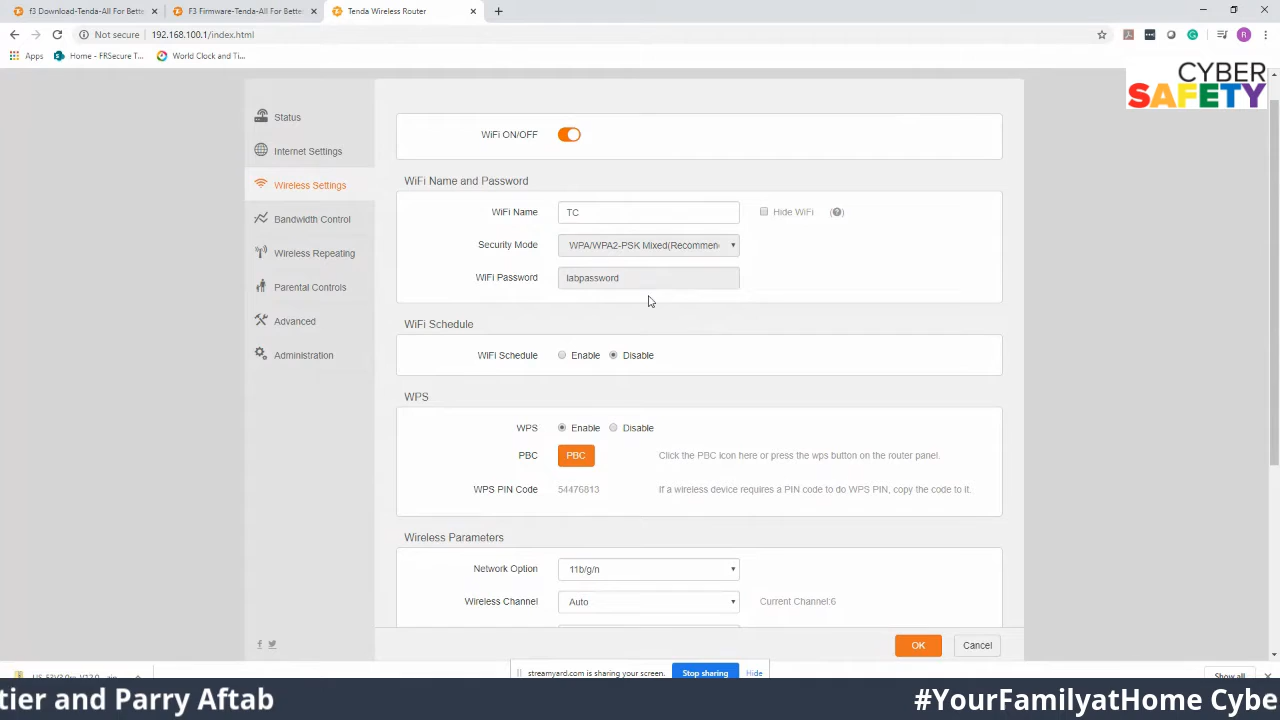 f3 Download-Tenda-All For Bette
F3 Firmware-Tenda-All For Bette
Tenda Wireless Router
Not secure | 192.168.100.1/index.html
R
Apps
Home - FRSecure T...
World Clock and Ti...
CYBER
SAFETY
Status
Internet Settings
Wireless Settings
Bandwidth Control
Wireless Repeating
Parental Controls
Advanced
Administration
WiFi ON/OFF
WiFi Name and Password
WiFi Name TC Hide WiFi (?)
Security Mode WPA/WPA2-PSK Mixed(Recommen
WiFi Password labpassword
WiFi Schedule
WiFi Schedule Enable Disable
WPS
WPS Enable Disable
PBC PBC Click the PBC icon here or press the wps button on the router panel.
WPS PIN Code 54476813 If a wireless device requires a PIN code to do WPS PIN, copy the code to it.
Wireless Parameters
Network Option 11b/g/n
Wireless Channel Auto Current Channel:6
OK Cancel
streamyard.com is sharing your screen. Stop sharing Hide
Show all
tier and Parry Aftab #YourFamilyatHome Cybe